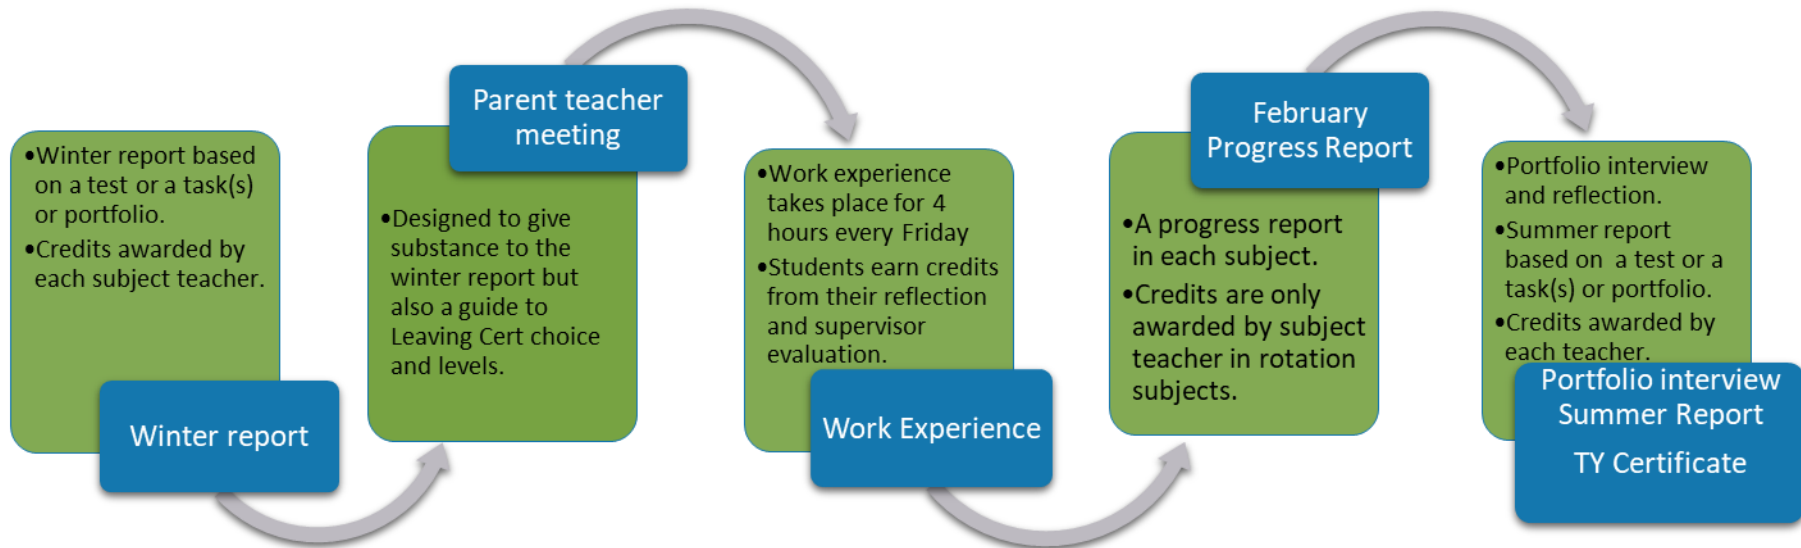 •Winter report based
on a test or a task(s)
or portfolio.
•Credits awarded by
each subject teacher.
Winter report
Parent teacher
meeting
•Designed to give
substance to the
winter report but
also a guide to
Leaving Cert choice
and levels.
•Work experience
takes place for 4
hours every Friday
•Students earn credits
from their reflection
and supervisor
evaluation.
Work Experience
February
Progress Report
•A progress report
in each subject.
•Credits are only
awarded by subject
teacher in rotation
subjects.
•Portfolio interview
and reflection.
•Summer report
based on a test or a
task(s) or portfolio.
•Credits awarded by
each teacher.
Portfolio interview
Summer Report
TY Certificate